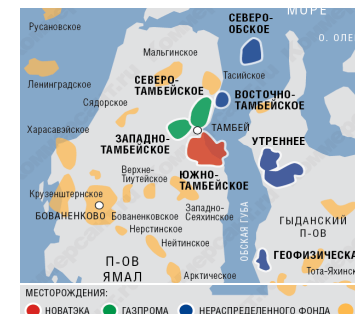 МОРЕ
Русановское
СЕВЕРО-
ОБСКОЕ
О. ОЛЕ
Мальгинское
Тасийское
Ленинградское
СЕВЕРО-
ТАМБЕЙСКОЕ
Сядорское
ВОСТОЧНО-
ТАМБЕЙСКОЕ
Харасавэйское
ТАМБЕЙ
ЗАПАДНО-
ТАМБЕЙСКОЕ
УТРЕННЕЕ
Верхне-
Тиутейское
ЮЖНО-
ТАМБЕЙСКОЕ
Крузенштернское
Западно-
Сеяхинское
БОВАНЕНКОВО
Бованенковское
ГЫДАНСКИЙ
П-ОВ
Нерстинское
Нейтинское
ОБСКАЯ ГУБА
П-ОВ
ЯМАЛ
ГЕОФИЗИЧЕСКА
Арктическое
Тота-Яхинск
МЕСТОРОЖДЕНИЯ:
НОВАТЭКА
ГАЗПРОМА
НЕРАСПРЕДЕЛЕННОГО ФОНДА